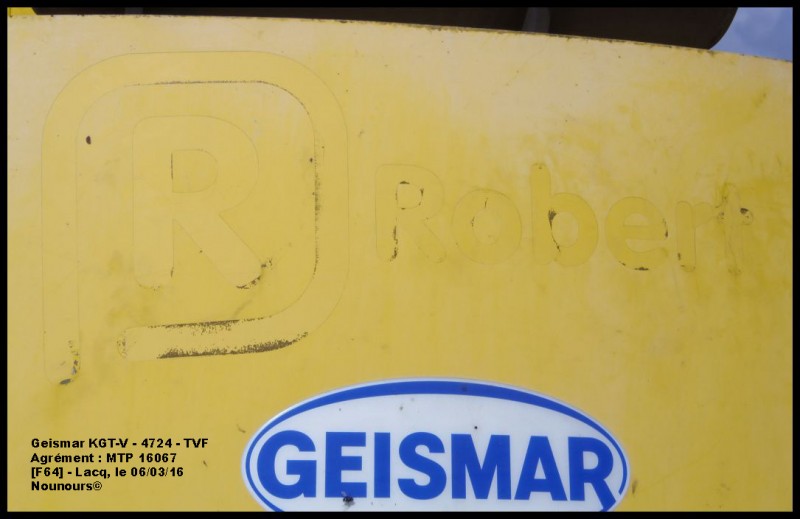 R
Robert
GEISMAR
Geismar KGT-V - 4724 - TVF
Agrément : MTP 16067
[F64] - Lacq, le 06/03/16
Nounours©